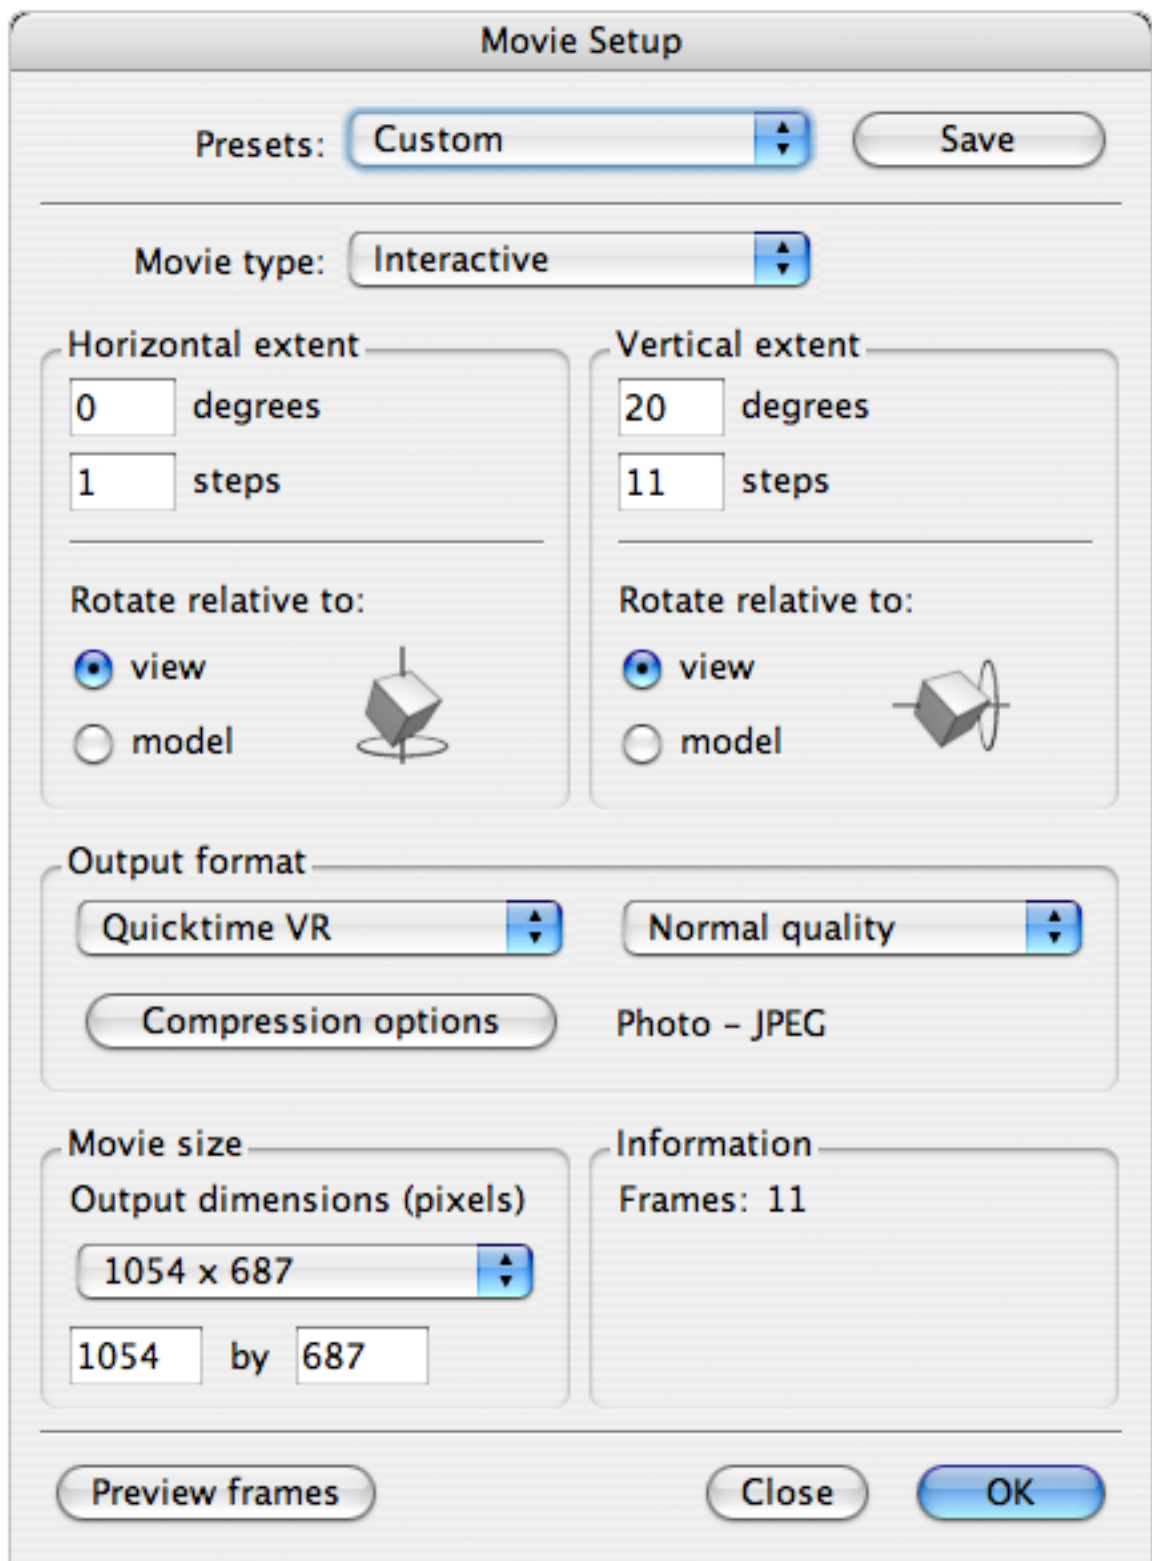 Movie Setup
Presets: Custom Save
Movie type: Interactive
Horizontal extent
0 degrees
1 steps
Rotate relative to:
view
model
Vertical extent
20 degrees
11 steps
Rotate relative to:
view
model
Output format
Quicktime VR Normal quality
Compression options Photo – JPEG
Movie size
Output dimensions (pixels)
1054 x 687
1054 by 687
Information
Frames: 11
Preview frames Close OK